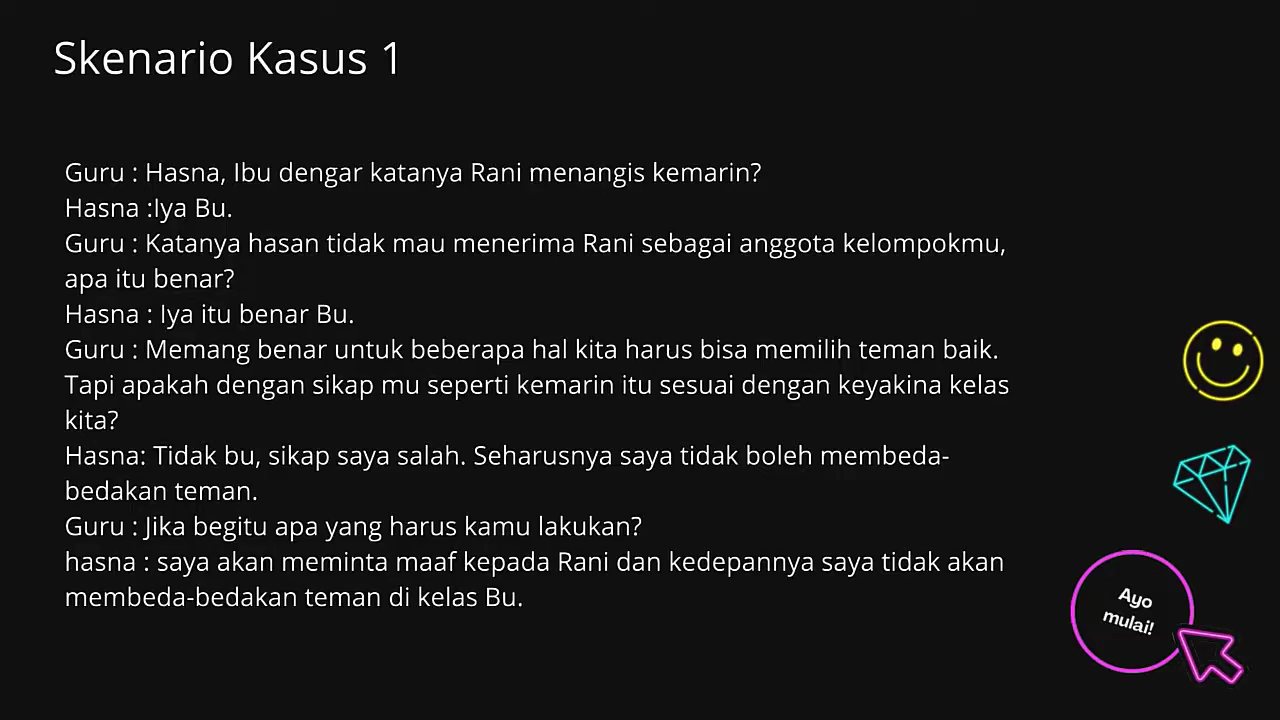 Skenario Kasus 1
Guru : Hasna, Ibu dengar katanya Rani menangis kemarin?
Hasna :Iya Bu.
Guru : Katanya hasan tidak mau menerima Rani sebagai anggota kelompokmu,
apa itu benar?
Hasna : Iya itu benar Bu.
Guru : Memang benar untuk beberapa hal kita harus bisa memilih teman baik.
Tapi apakah dengan sikap mu seperti kemarin itu sesuai dengan keyakina kelas
kita?
Hasna: Tidak bu, sikap saya salah. Seharusnya saya tidak boleh membeda-
bedakan teman.
Guru : Jika begitu apa yang harus kamu lakukan?
hasna : saya akan meminta maaf kepada Rani dan kedepannya saya tidak akan
membeda-bedakan teman di kelas Bu.
Ayo
mulai!